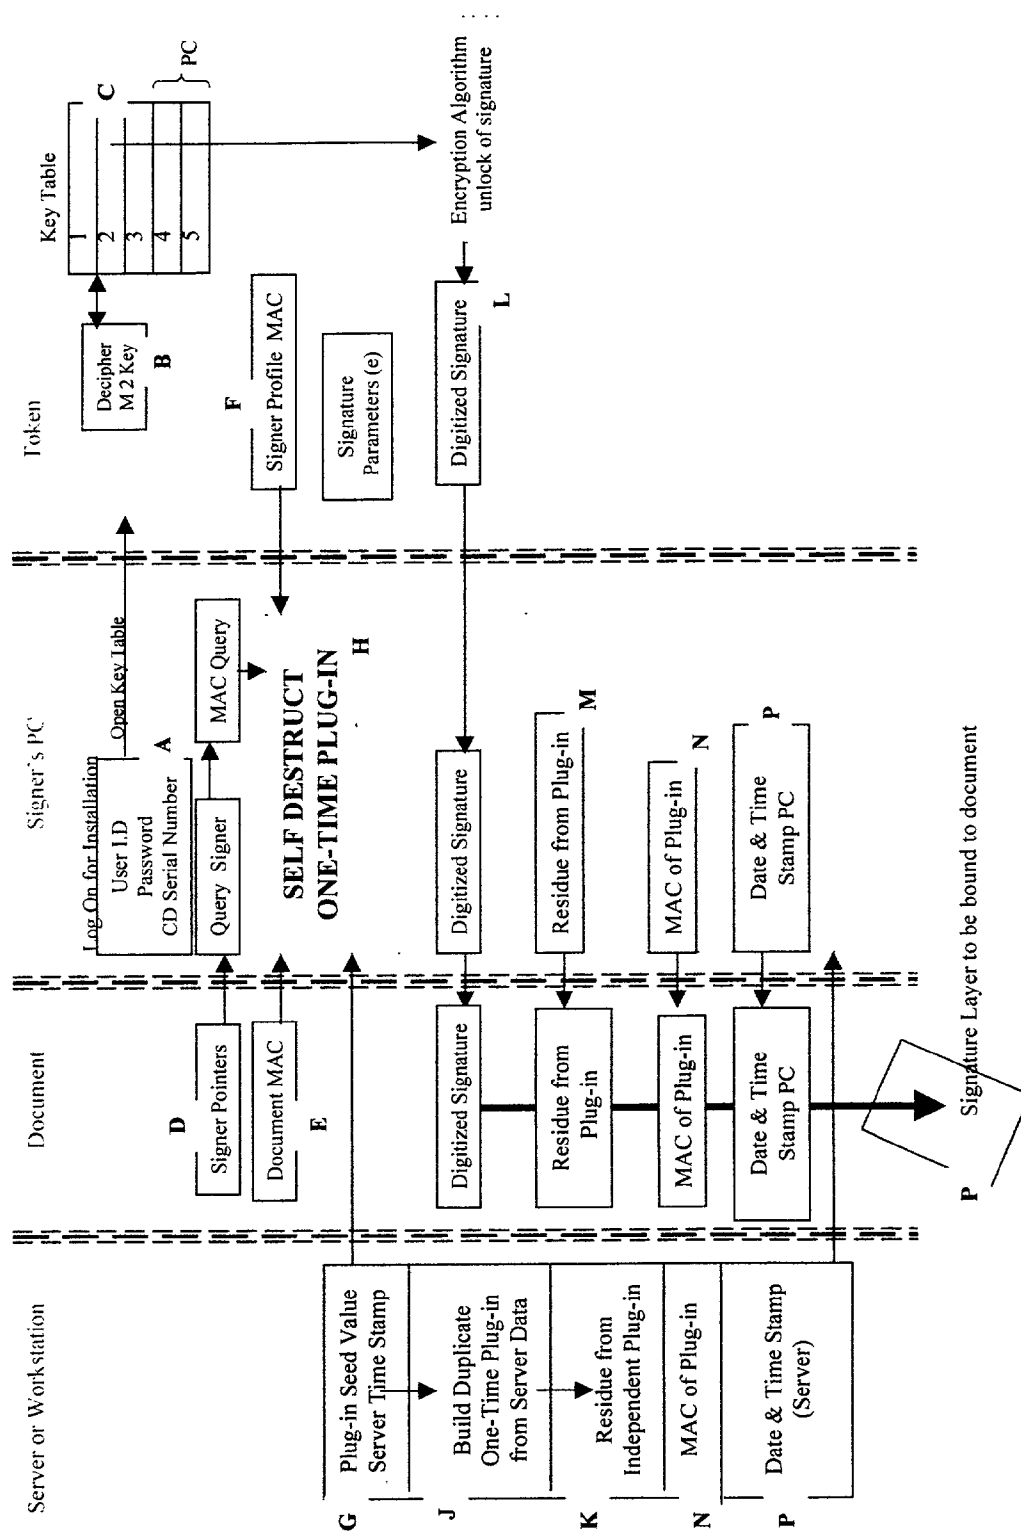 Server or Workstation
Document
Signer's PC
Token
Log On for Installation
User I.D
Password
CD Serial Number
A
Open Key Table
Decipher
M 2 Key
B
Key Table
1
2
3
4
5
C
PC
D
Signer Pointers
Query Signer
MAC Query
Document MAC
E
F
Signer Profile MAC
Signature
Parameters (e)
SELF DESTRUCT
ONE-TIME PLUG-IN
H
G
Plug-in Seed Value
Server Time Stamp
J
Build Duplicate
One-Time Plug-in
from Server Data
K
Residue from
Independent Plug-in
N
MAC of Plug-in
P
Date & Time Stamp
(Server)
Digitized Signature
Digitized Signature
Digitized Signature
L
Encryption Algorithm
unlock of signature
Residue from
Plug-in
Residue from Plug-in
M
MAC of Plug-in
MAC of Plug-in
N
Date & Time
Stamp PC
Date & Time
Stamp PC
P
P
Signature Layer to be bound to document